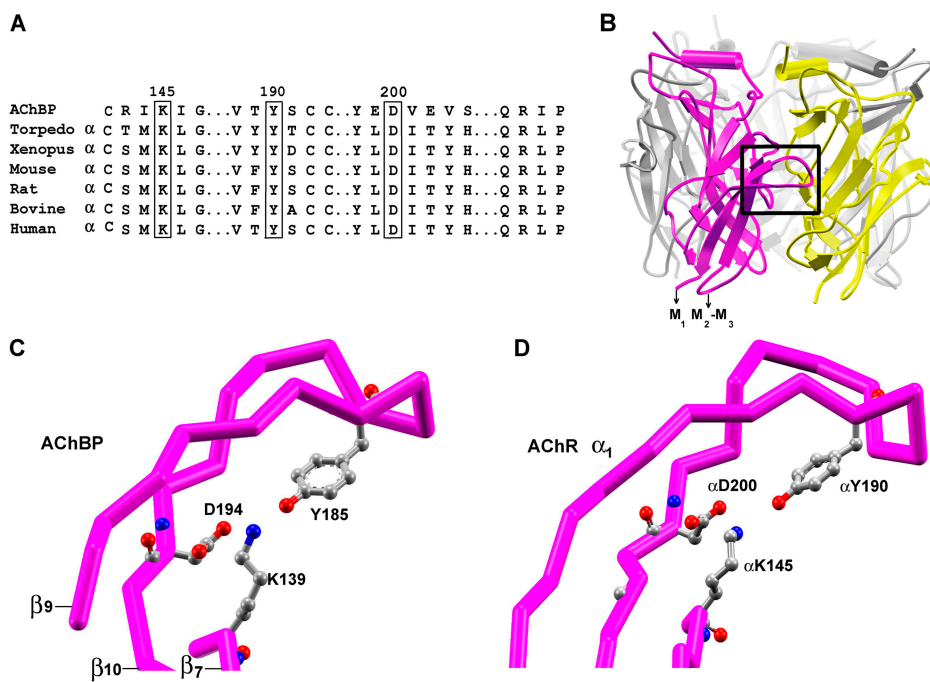 A
B
145 190 200
AChBP C R I K I G...V T Y S C C..Y E D V E V S...Q R I P
Torpedo α C T M K L G...V Y Y T C C..Y L D I T Y H...Q R L P
Xenopus α C S M K L G...V Y Y D C C..Y L D I T Y H...Q R L P
Mouse α C S M K L G...V F Y S C C..Y L D I T Y H...Q R L P
Rat α C S M K L G...V F Y S C C..Y L D I T Y H...Q R L P
Bovine α C S M K L G...V F Y A C C..Y L D I T Y H...Q R L P
Human α C S M K L G...V F Y S C C..Y L D I T Y H...Q R L P
M1 M2-M3
C
AChBP
D194
Y185
K139
β9
β10
β7
D
AChR α1
αD200
αY190
αK145